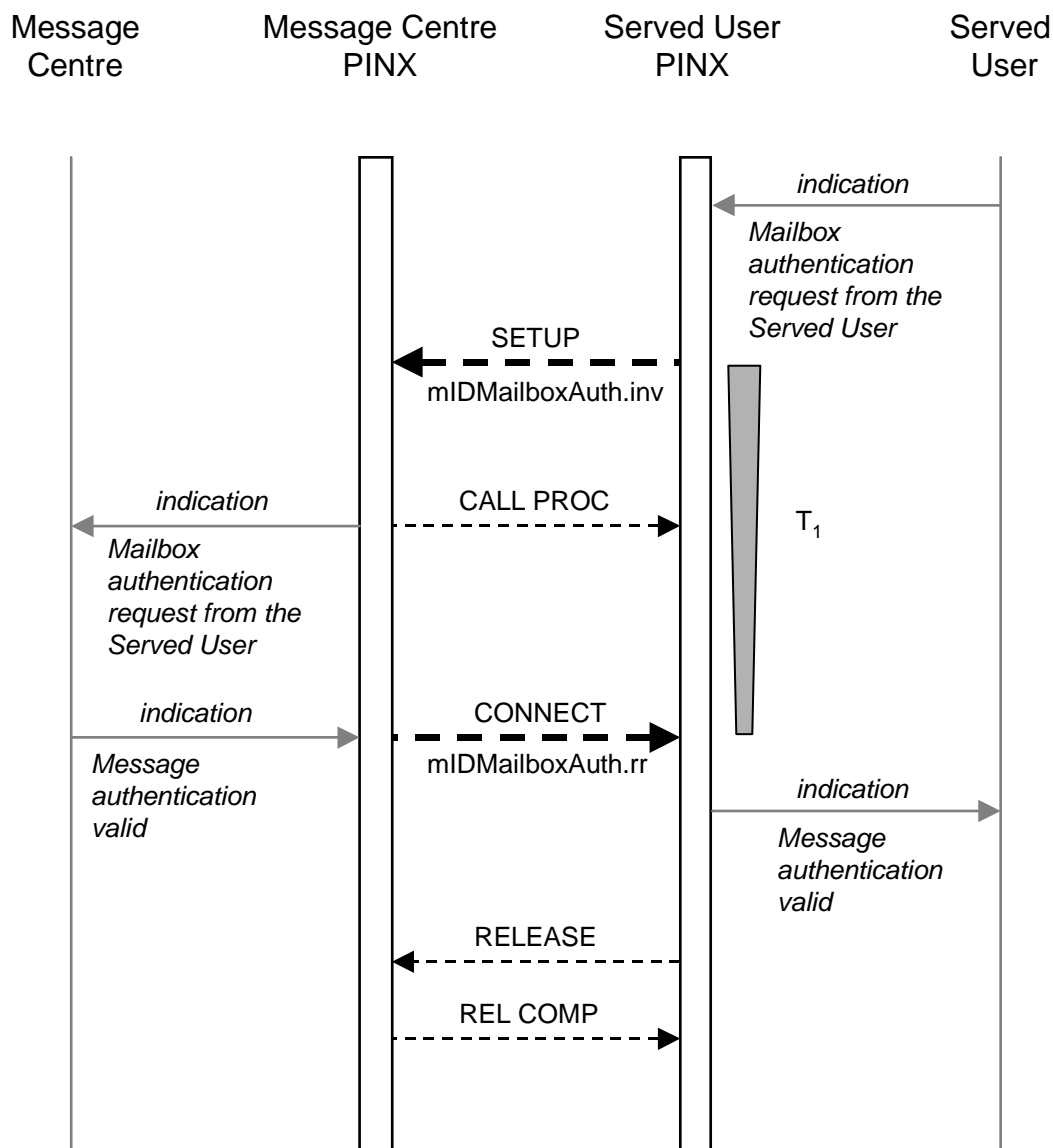 Message
Centre
Message Centre
PINX
Served User
PINX
Served
User
indication
Mailbox
authentication
request from the
Served User
SETUP
mIDMailboxAuth.inv
indication
CALL PROC
T1
Mailbox
authentication
request from the
Served User
indication
CONNECT
Message
authentication
valid
mIDMailboxAuth.rr
indication
Message
authentication
valid
RELEASE
REL COMP